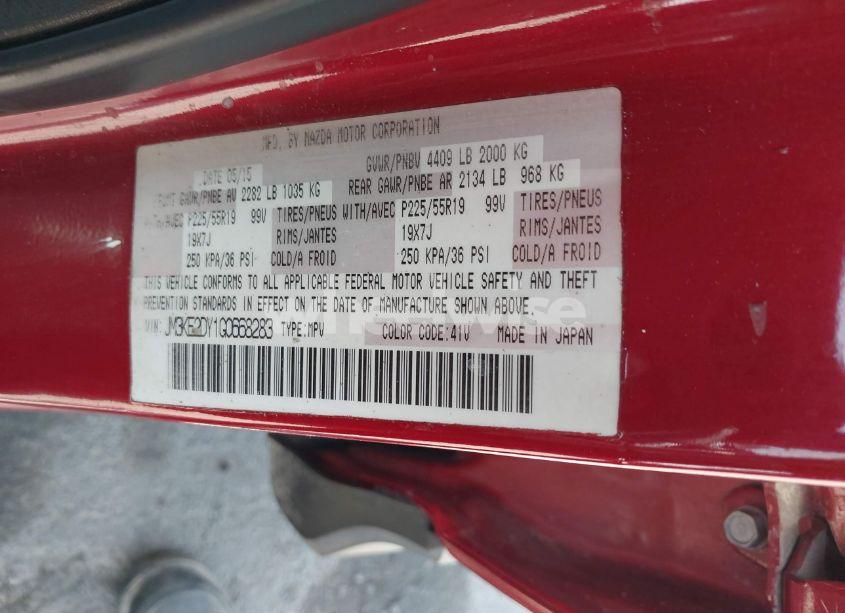 MFD. BY MAZDA MOTOR CORPORATION
DATE 05/15 GVWR/PNBV 4409 LB 2000 KG
FRONT GAWR/PNBE AV 2282 LB 1035 KG REAR GAWR/PNBE AR 2134 LB 968 KG
WITH/AVEC P225/55R19 99V TIRES/PNEUS WITH/AVEC P225/55R19 99V TIRES/PNEUS
19X7J RIMS/JANTES 19X7J RIMS/JANTES
250 KPA/36 PSI COLD/A FROID 250 KPA/36 PSI COLD/A FROID
THIS VEHICLE CONFORMS TO ALL APPLICABLE FEDERAL MOTOR VEHICLE SAFETY AND THEFT
PREVENTION STANDARDS IN EFFECT ON THE DATE OF MANUFACTURE SHOWN ABOVE.
VIN: JM3KE2DY1G0668283 TYPE:MPV COLOR CODE:41V MADE IN JAPAN